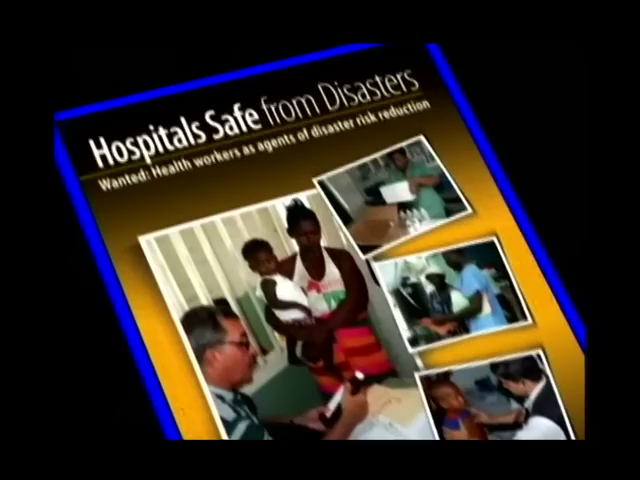 Hospitals Safe from Disasters
Wanted: Health workers as agents of disaster risk reduction